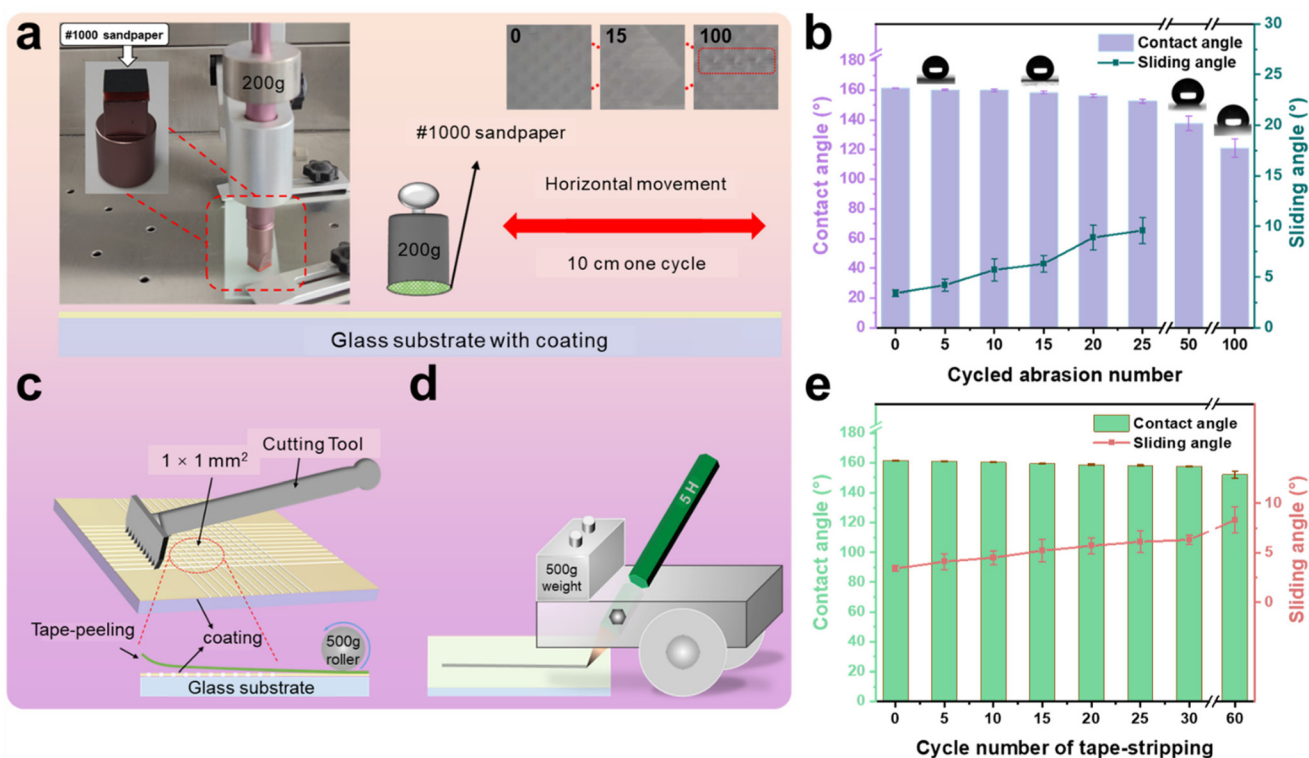 a
#1000 sandpaper
200g
0
15
100
#1000 sandpaper
200g
Horizontal movement
10 cm one cycle
Glass substrate with coating
b
Contact angle
Sliding angle
Contact angle (°)
180
160
140
120
100
80
60
40
20
0
Sliding angle (°)
30
25
20
15
10
5
0
0 5 10 15 20 25 50 100
Cycled abrasion number
c
1 × 1 mm²
Cutting Tool
Tape-peeling
coating
500g
roller
Glass substrate
d
500g
weight
5H
e
Contact angle
Sliding angle
Contact angle (°)
180
160
140
120
100
80
60
40
20
0
Sliding angle (°)
10
5
0
0 5 10 15 20 25 30 60
Cycle number of tape-stripping